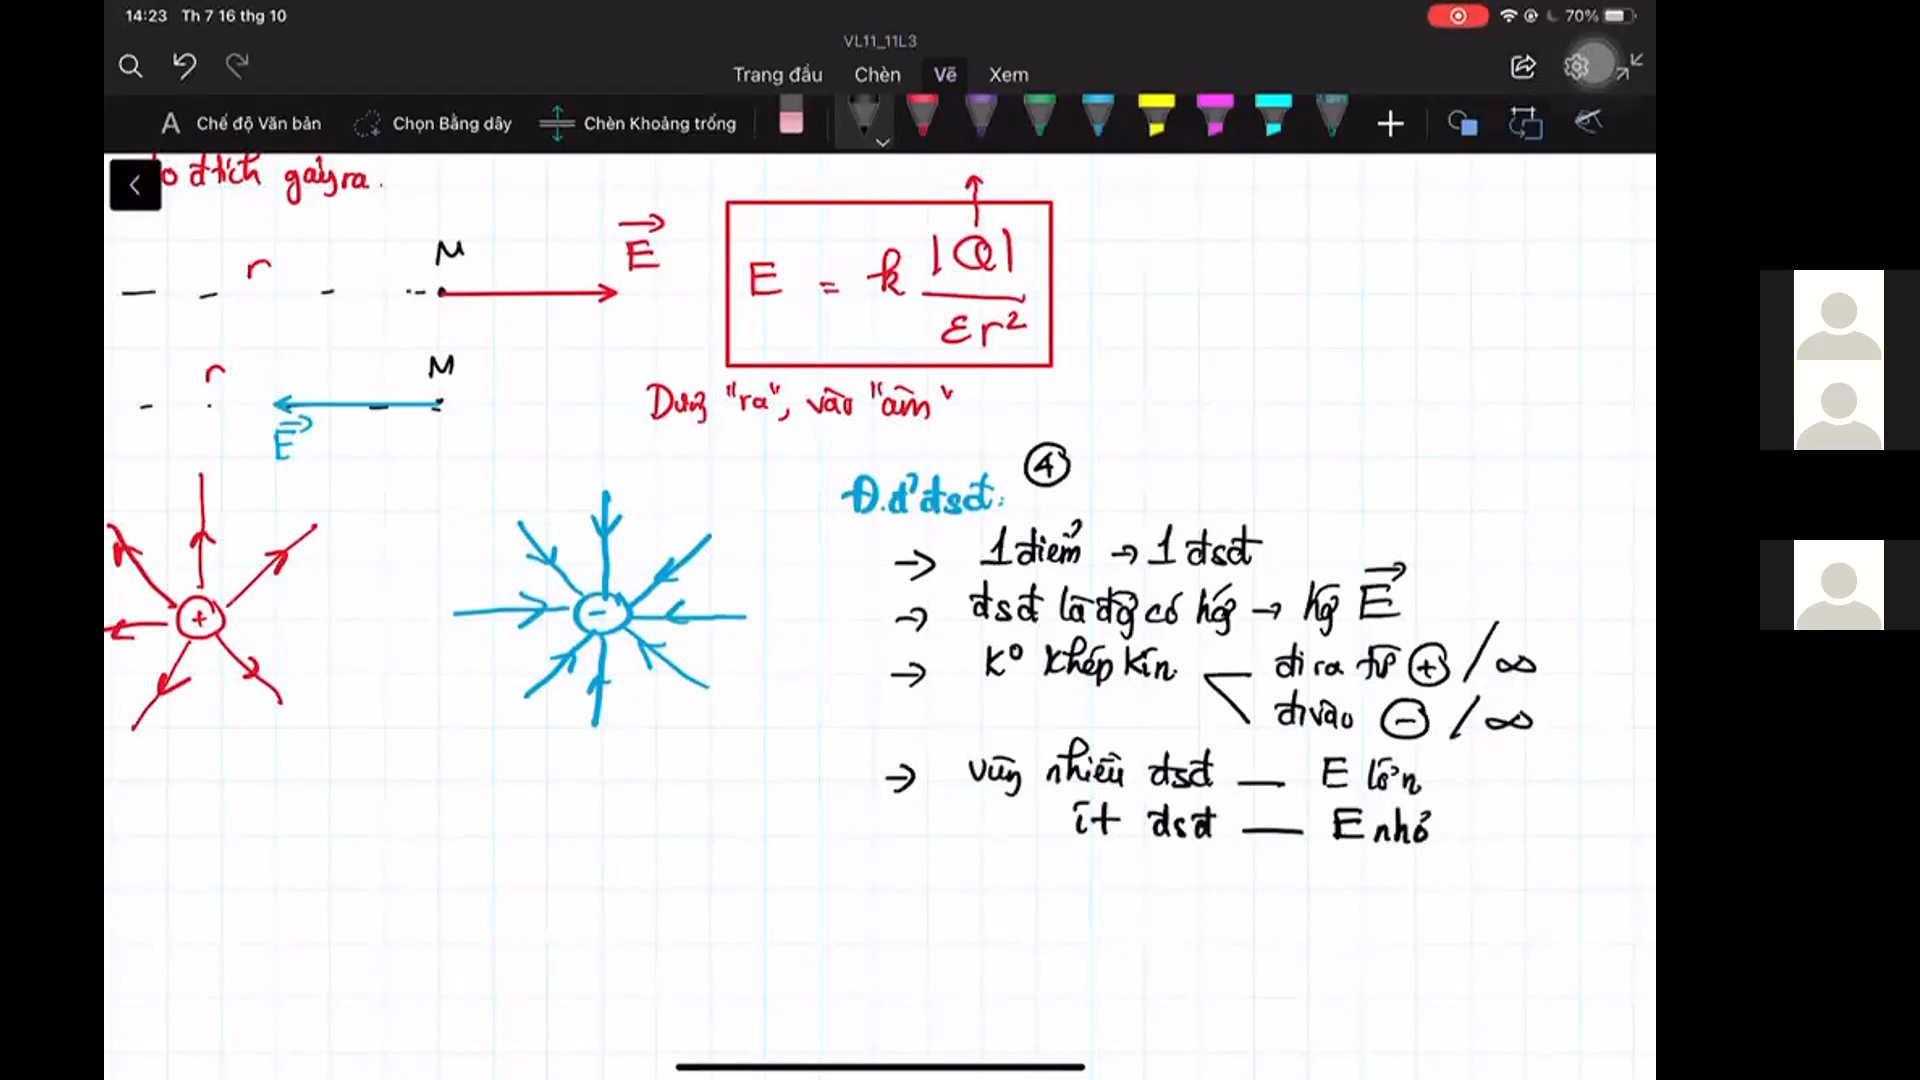 14:23 Th 7 16 thg 10
70%
VL11_11L3
Trang đầu Chèn Vẽ Xem
A Chế độ Văn bản Chọn Bằng dây Chèn Khoảng trống
đtích gây ra.
r M E
E = k |Q| / εr²
r M
E
Dương "ra", vào "âm"
④
Đ.đ' đsđ:
→ 1 điểm → 1 đsđ
→ đsđ là đg có hg → hg E
→ K° khép kín. đi ra từ ⊕ / ∞
đi vào ⊖ / ∞
→ vùng nhiều đsđ — E lớn
ít đsđ — E nhỏ
+
-